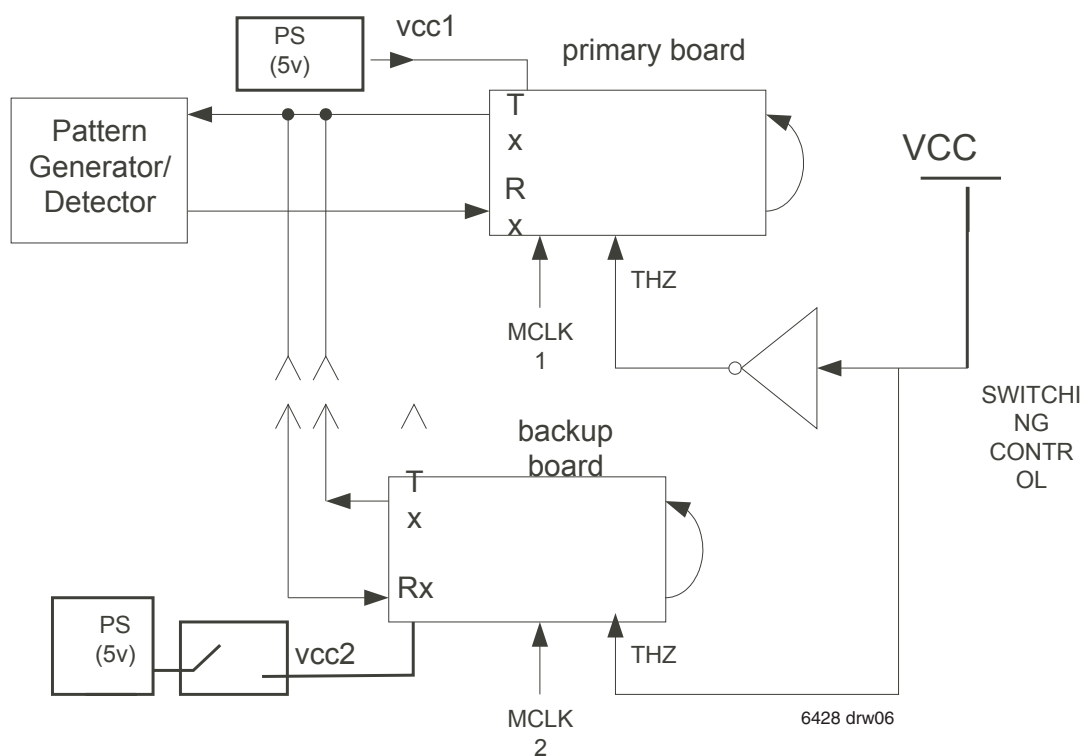 PS
(5v)
vcc1
primary board
Pattern
Generator/
Detector
T
x
R
x
VCC
THZ
MCLK
1
SWITCHI
NG
CONTR
OL
backup
board
T
x
Rx
PS
(5v)
vcc2
THZ
MCLK
2
6428 drw06